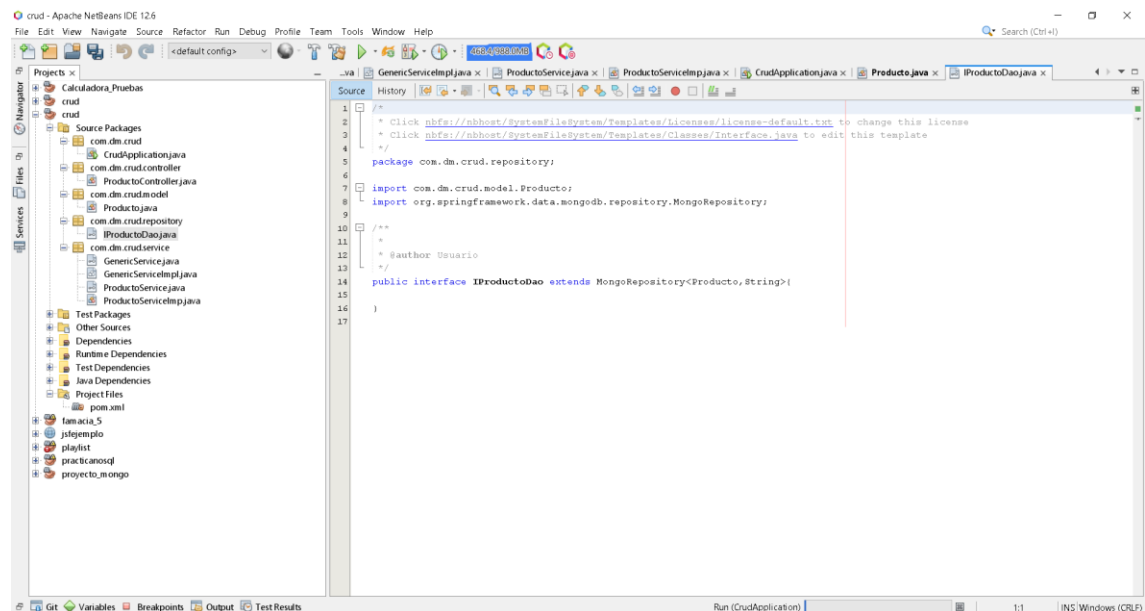 crud - Apache NetBeans IDE 12.6
File Edit View Navigate Source Refactor Run Debug Profile Team Tools Window Help
Search (Ctrl+I)
<default config>
468.4/988.0MB
Projects
Navigator
Files
Services
Calculadora_Pruebas
crud
crud
Source Packages
com.dm.crud
CrudApplication.java
com.dm.crud.controller
ProductoController.java
com.dm.crud.model
Producto.java
com.dm.crud.repository
IProductoDao.java
com.dm.crud.service
GenericService.java
GenericServiceImpl.java
ProductoService.java
ProductoServiceImp.java
Test Packages
Other Sources
Dependencies
Runtime Dependencies
Test Dependencies
Java Dependencies
Project Files
pom.xml
famacia_5
jsfejemplo
playlist
practicanosql
proyecto_mongo
...va GenericServiceImpl.java ProductoService.java ProductoServiceImp.java CrudApplication.java Producto.java IProductoDao.java
Source History
1 /*
2 * Click nbfs://nbhost/SystemFileSystem/Templates/Licenses/license-default.txt to change this license
3 * Click nbfs://nbhost/SystemFileSystem/Templates/Classes/Interface.java to edit this template
4 */
5 package com.dm.crud.repository;
6
7 import com.dm.crud.model.Producto;
8 import org.springframework.data.mongodb.repository.MongoRepository;
9
10 /**
11 *
12 * @author Usuario
13 */
14 public interface IProductoDao extends MongoRepository<Producto,String>{
15
16 }
17
Git Variables Breakpoints Output Test Results
Run (CrudApplication)
1:1 INS Windows (CRLF)